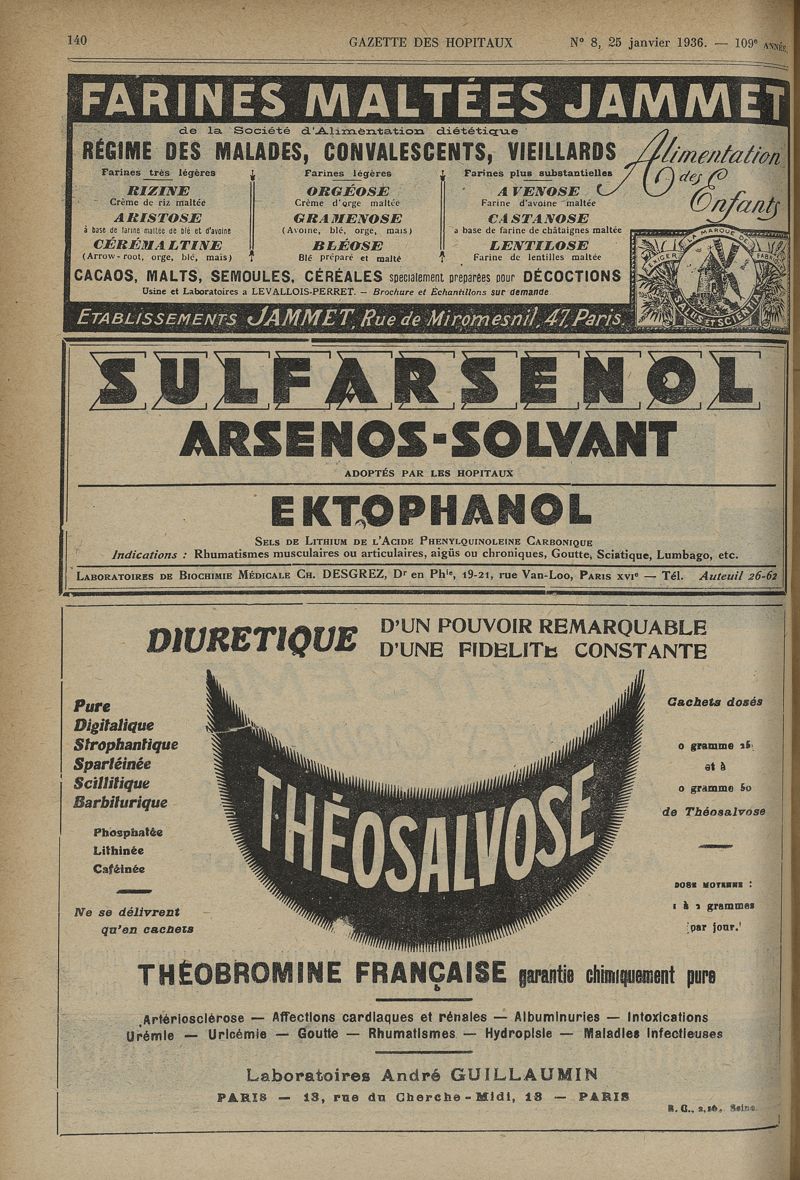 140 GAZETTE DES HOPITAUX N° 8, 25 janvier 1936. — 109e ANNÉE
FARINES MALTÉES JAMMET
de la Société d'Alimentation diététique
RÉGIME DES MALADES, CONVALESCENTS, VIEILLARDS
Alimentation
des
Enfants
Farines très légères
RIZINE
Crème de riz maltée
ARISTOSE
à base de farine maltée de blé et d'avoine
CÉRÉMALTINE
(Arrow-root, orge, blé, maïs)
Farines légères
ORGÉOSE
Crème d'orge maltée
GRAMENOSE
(Avoine, blé, orge, maïs)
BLÉOSE
Blé préparé et malté
Farines plus substantielles
AVENOSE
Farine d'avoine maltée
CASTANOSE
a base de farine de châtaignes maltée
LENTILOSE
Farine de lentilles maltée
CACAOS, MALTS, SEMOULES, CÉRÉALES specialement préparées pour DÉCOCTIONS
Usine et Laboratoires a LEVALLOIS-PERRET. — Brochure et Échantillons sur demande
LA MARQUE DE
SALUS ET SCIENTIA
ETABLISSEMENTS JAMMET, Rue de Miromesnil, 47, Paris
SULFARSENOL
ARSENOS-SOLVANT
ADOPTÉS PAR LES HOPITAUX
EKTOPHANOL
SELS DE LITHIUM DE L'ACIDE PHENYLQUINOLEINE CARBONIQUE
Indications : Rhumatismes musculaires ou articulaires, aigüs ou chroniques, Goutte, Sciatique, Lumbago, etc.
LABORATOIRES DE BIOCHIMIE MÉDICALE CH. DESGREZ, Dr en Phie, 19-21, rue Van-Loo, PARIS XVIe — Tél. Auteuil 26-62
DIURETIQUE
D'UN POUVOIR REMARQUABLE
D'UNE FIDELITE CONSTANTE
Pure
Digitalique
Strophantique
Spartéinée
Scillitique
Barbiturique
Phosphatée
Lithinée
Caféinée
Ne se délivrent
qu'en cachets
THÉOSALVOSE
Cachets dosés
0 gramme 25
et à
0 gramme 50
de Théosalvose
DOSE MOYENNE :
1 à 2 grammes
par jour.
THÉOBROMINE FRANÇAISE garantie chimiquement pure
Artériosclérose — Affections cardiaques et rénales — Albuminuries — Intoxications
Urémie — Uricémie — Goutte — Rhumatismes — Hydropisie — Maladies infectieuses
Laboratoires André GUILLAUMIN
PARIS — 13, rue du Cherche-Midi, 13 — PARIS
R. C., Seine